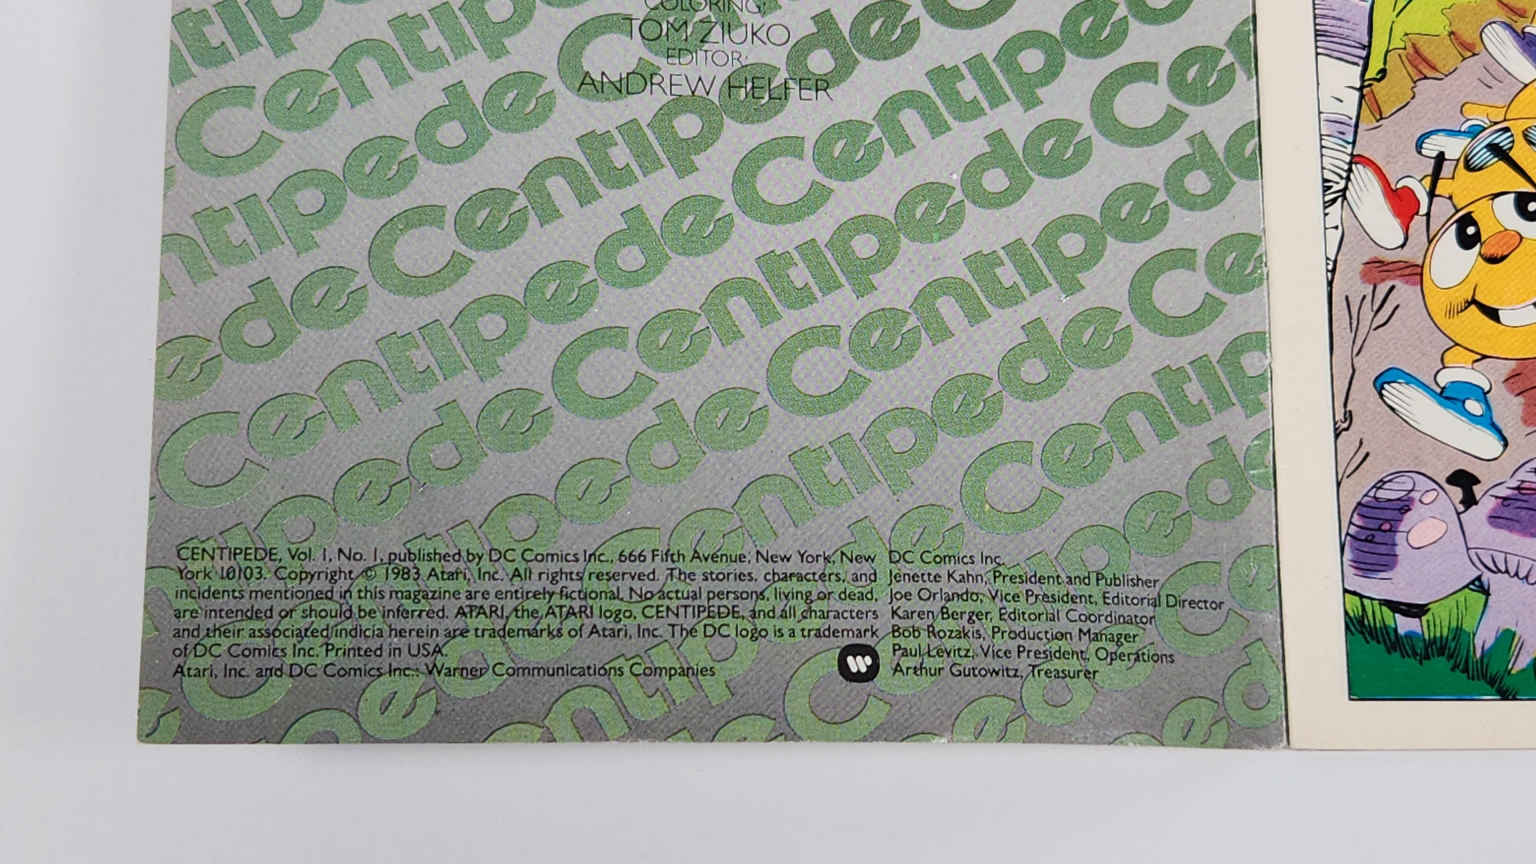 COLORING:
TOM ZIUKO
EDITOR:
ANDREW HELFER
Centipede
CENTIPEDE, Vol. 1, No. 1, published by DC Comics Inc., 666 Fifth Avenue, New York, New
York 10103. Copyright © 1983 Atari, Inc. All rights reserved. The stories, characters, and
incidents mentioned in this magazine are entirely fictional. No actual persons, living or dead,
are intended or should be inferred. ATARI, the ATARI logo, CENTIPEDE, and all characters
and their associated indicia herein are trademarks of Atari, Inc. The DC logo is a trademark
of DC Comics Inc. Printed in USA.
Atari, Inc. and DC Comics Inc.: Warner Communications Companies
DC Comics Inc.
Jenette Kahn, President and Publisher
Joe Orlando, Vice President, Editorial Director
Karen Berger, Editorial Coordinator
Bob Rozakis, Production Manager
Paul Levitz, Vice President, Operations
Arthur Gutowitz, Treasurer